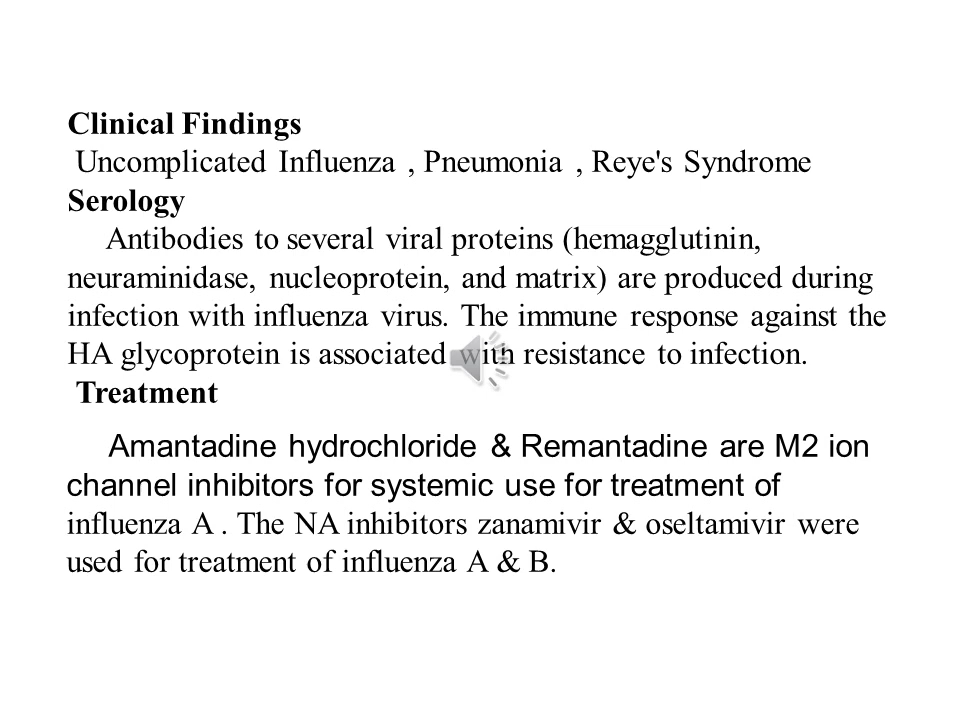 Clinical Findings
Uncomplicated Influenza , Pneumonia , Reye's Syndrome
Serology
Antibodies to several viral proteins (hemagglutinin,
neuraminidase, nucleoprotein, and matrix) are produced during
infection with influenza virus. The immune response against the
HA glycoprotein is associated with resistance to infection.
Treatment
Amantadine hydrochloride & Remantadine are M2 ion
channel inhibitors for systemic use for treatment of
influenza A . The NA inhibitors zanamivir & oseltamivir were
used for treatment of influenza A & B.